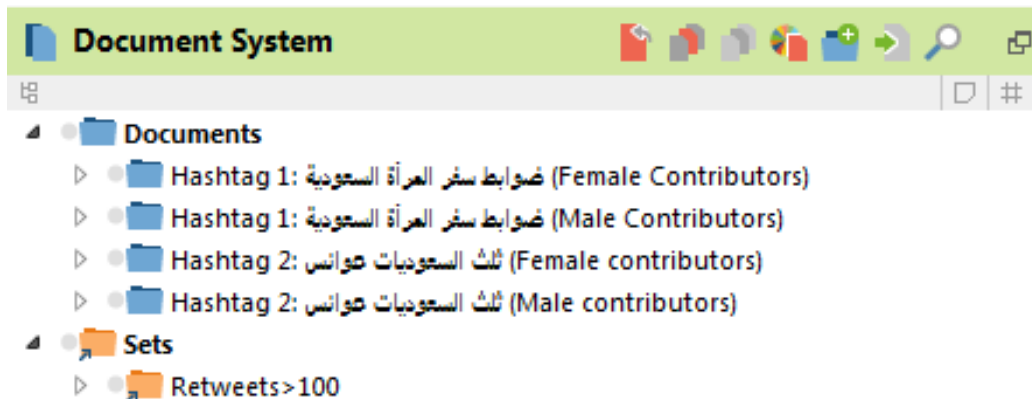 Document System
Documents
Hashtag 1: ضوابط سفر المرأة السعودية (Female Contributors)
Hashtag 1: ضوابط سفر المرأة السعودية (Male Contributors)
Hashtag 2: ثلث السعوديات عوانس (Female contributors)
Hashtag 2: ثلث السعوديات عوانس (Male contributors)
Sets
Retweets>100